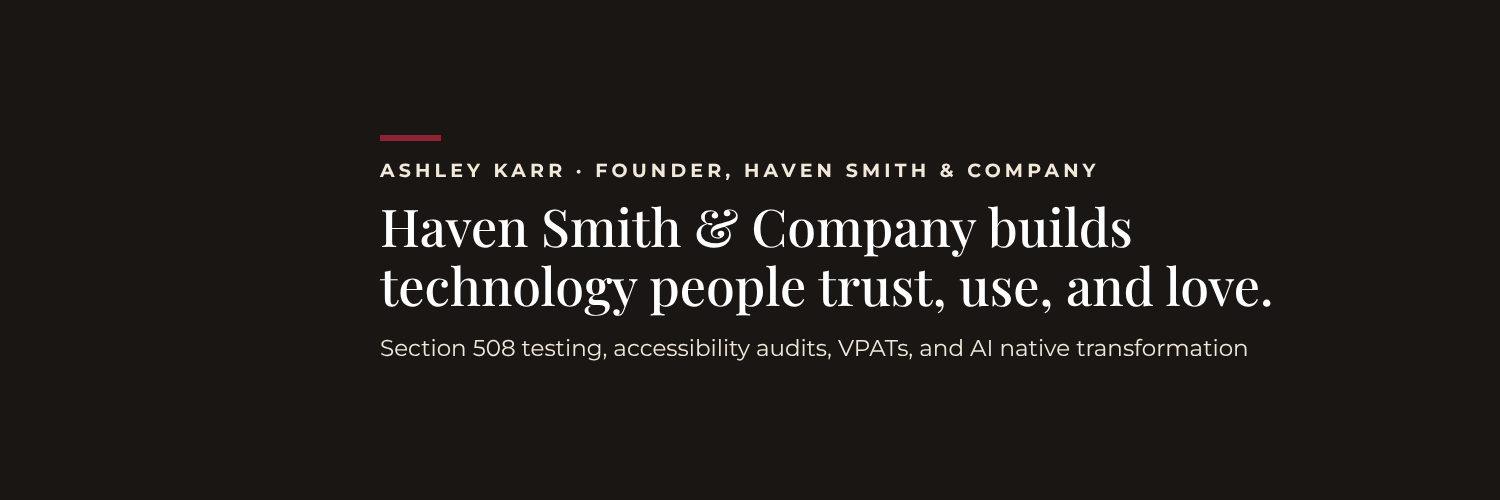 ASHLEY KARR · FOUNDER, HAVEN SMITH & COMPANY
Haven Smith & Company builds
technology people trust, use, and love.
Section 508 testing, accessibility audits, VPATs, and AI native transformation